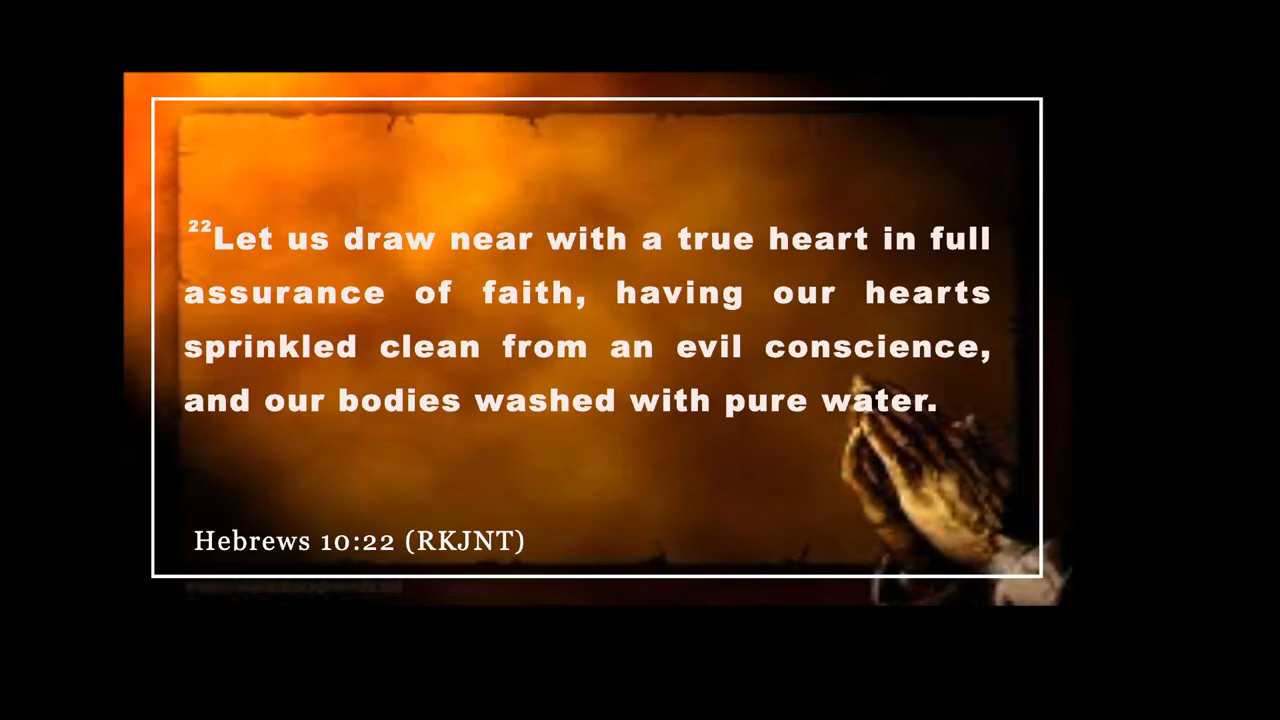 ²²Let us draw near with a true heart in full
assurance of faith, having our hearts
sprinkled clean from an evil conscience,
and our bodies washed with pure water.
Hebrews 10:22 (RKJNT)